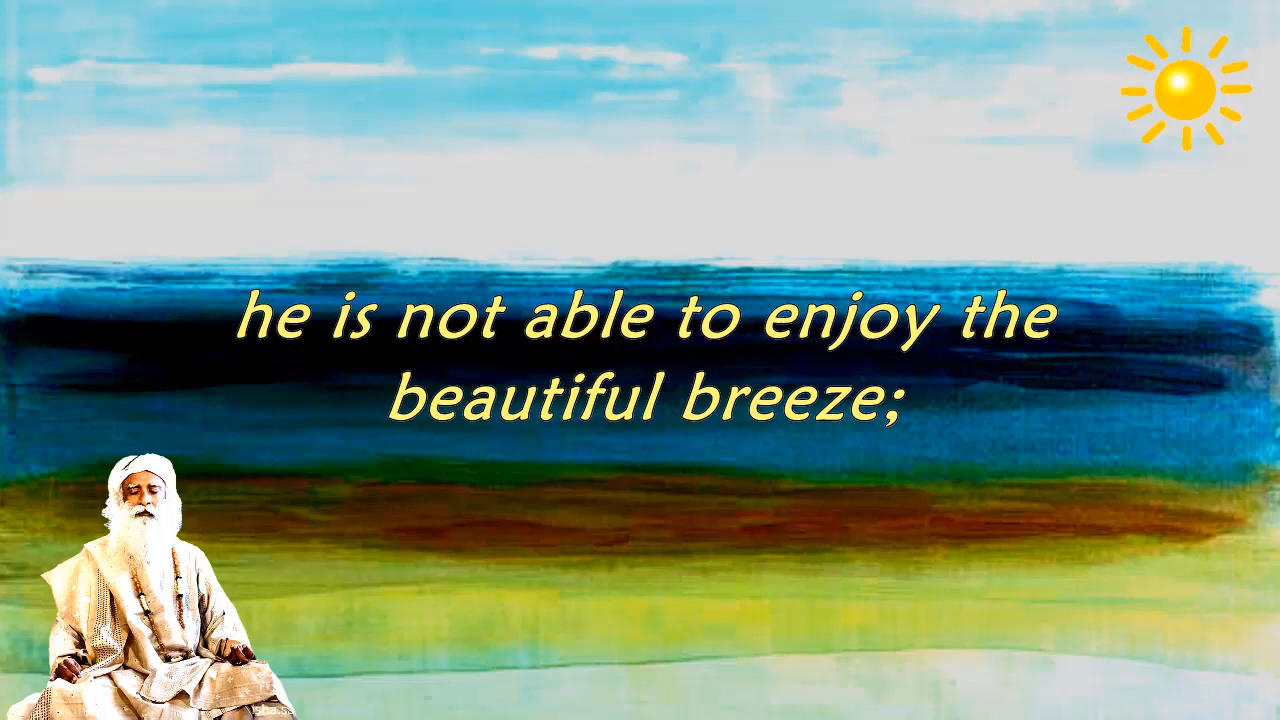 he is not able to enjoy the
beautiful breeze;